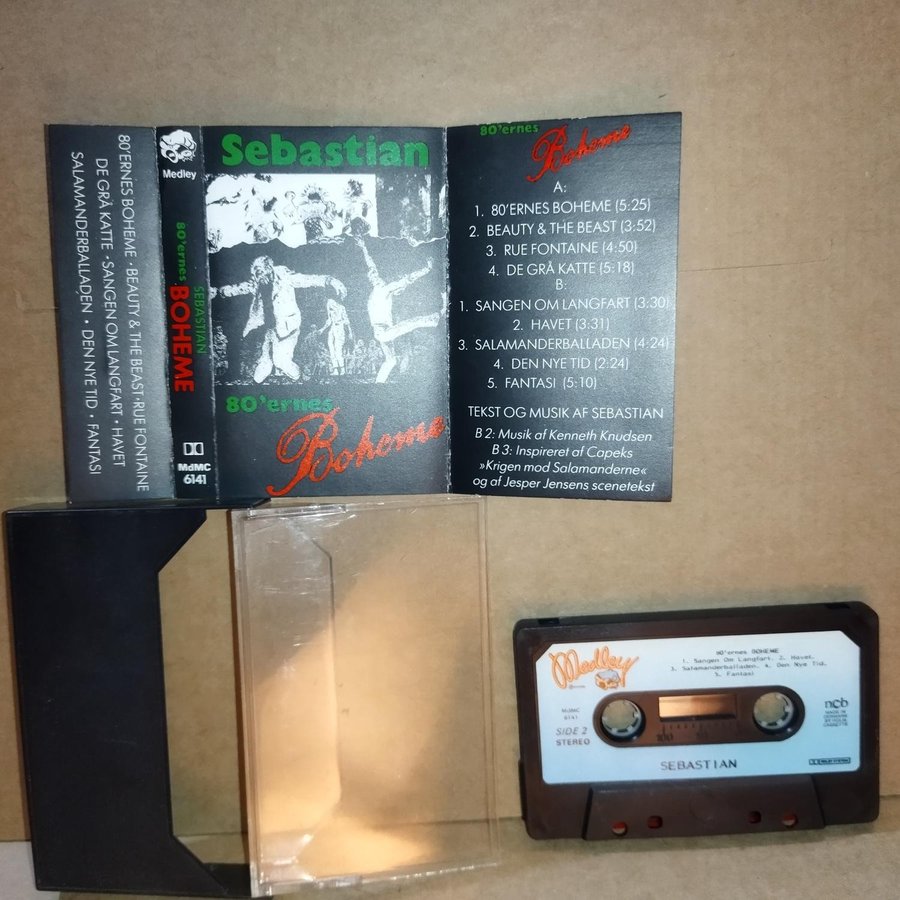 80'ERNES BOHEME · BEAUTY & THE BEAST · RUE FONTAINE
DE GRÅ KATTE · SANGEN OM LANGFART · HAVET
SALAMANDERBALLADEN · DEN NYE TID · FANTASI
Medley
SEBASTIAN
80'ernes BOHEME
MdMC
6141
Sebastian
80'ernes
Boheme
80'ernes
Boheme
A:
1. 80'ERNES BOHEME (5:25)
2. BEAUTY & THE BEAST (3:52)
3. RUE FONTAINE (4:50)
4. DE GRÅ KATTE (5:18)
B:
1. SANGEN OM LANGFART (3:30)
2. HAVET (3:31)
3. SALAMANDERBALLADEN (4:24)
4. DEN NYE TID (2:24)
5. FANTASI (5:10)
TEKST OG MUSIK AF SEBASTIAN
B 2: Musik af Kenneth Knudsen
B 3: Inspireret af Capeks
»Krigen mod Salamanderne«
og af Jesper Jensens scenetekst
Medley
80'ernes BOHEME
1. Sangen Om Langfart. 2. Havet.
3. Salamanderballaden. 4. Den Nye Tid.
5. Fantasi
MdMC
6141
SIDE 2
STEREO
100
ncb
MADE IN
DENMARK
SEBASTIAN